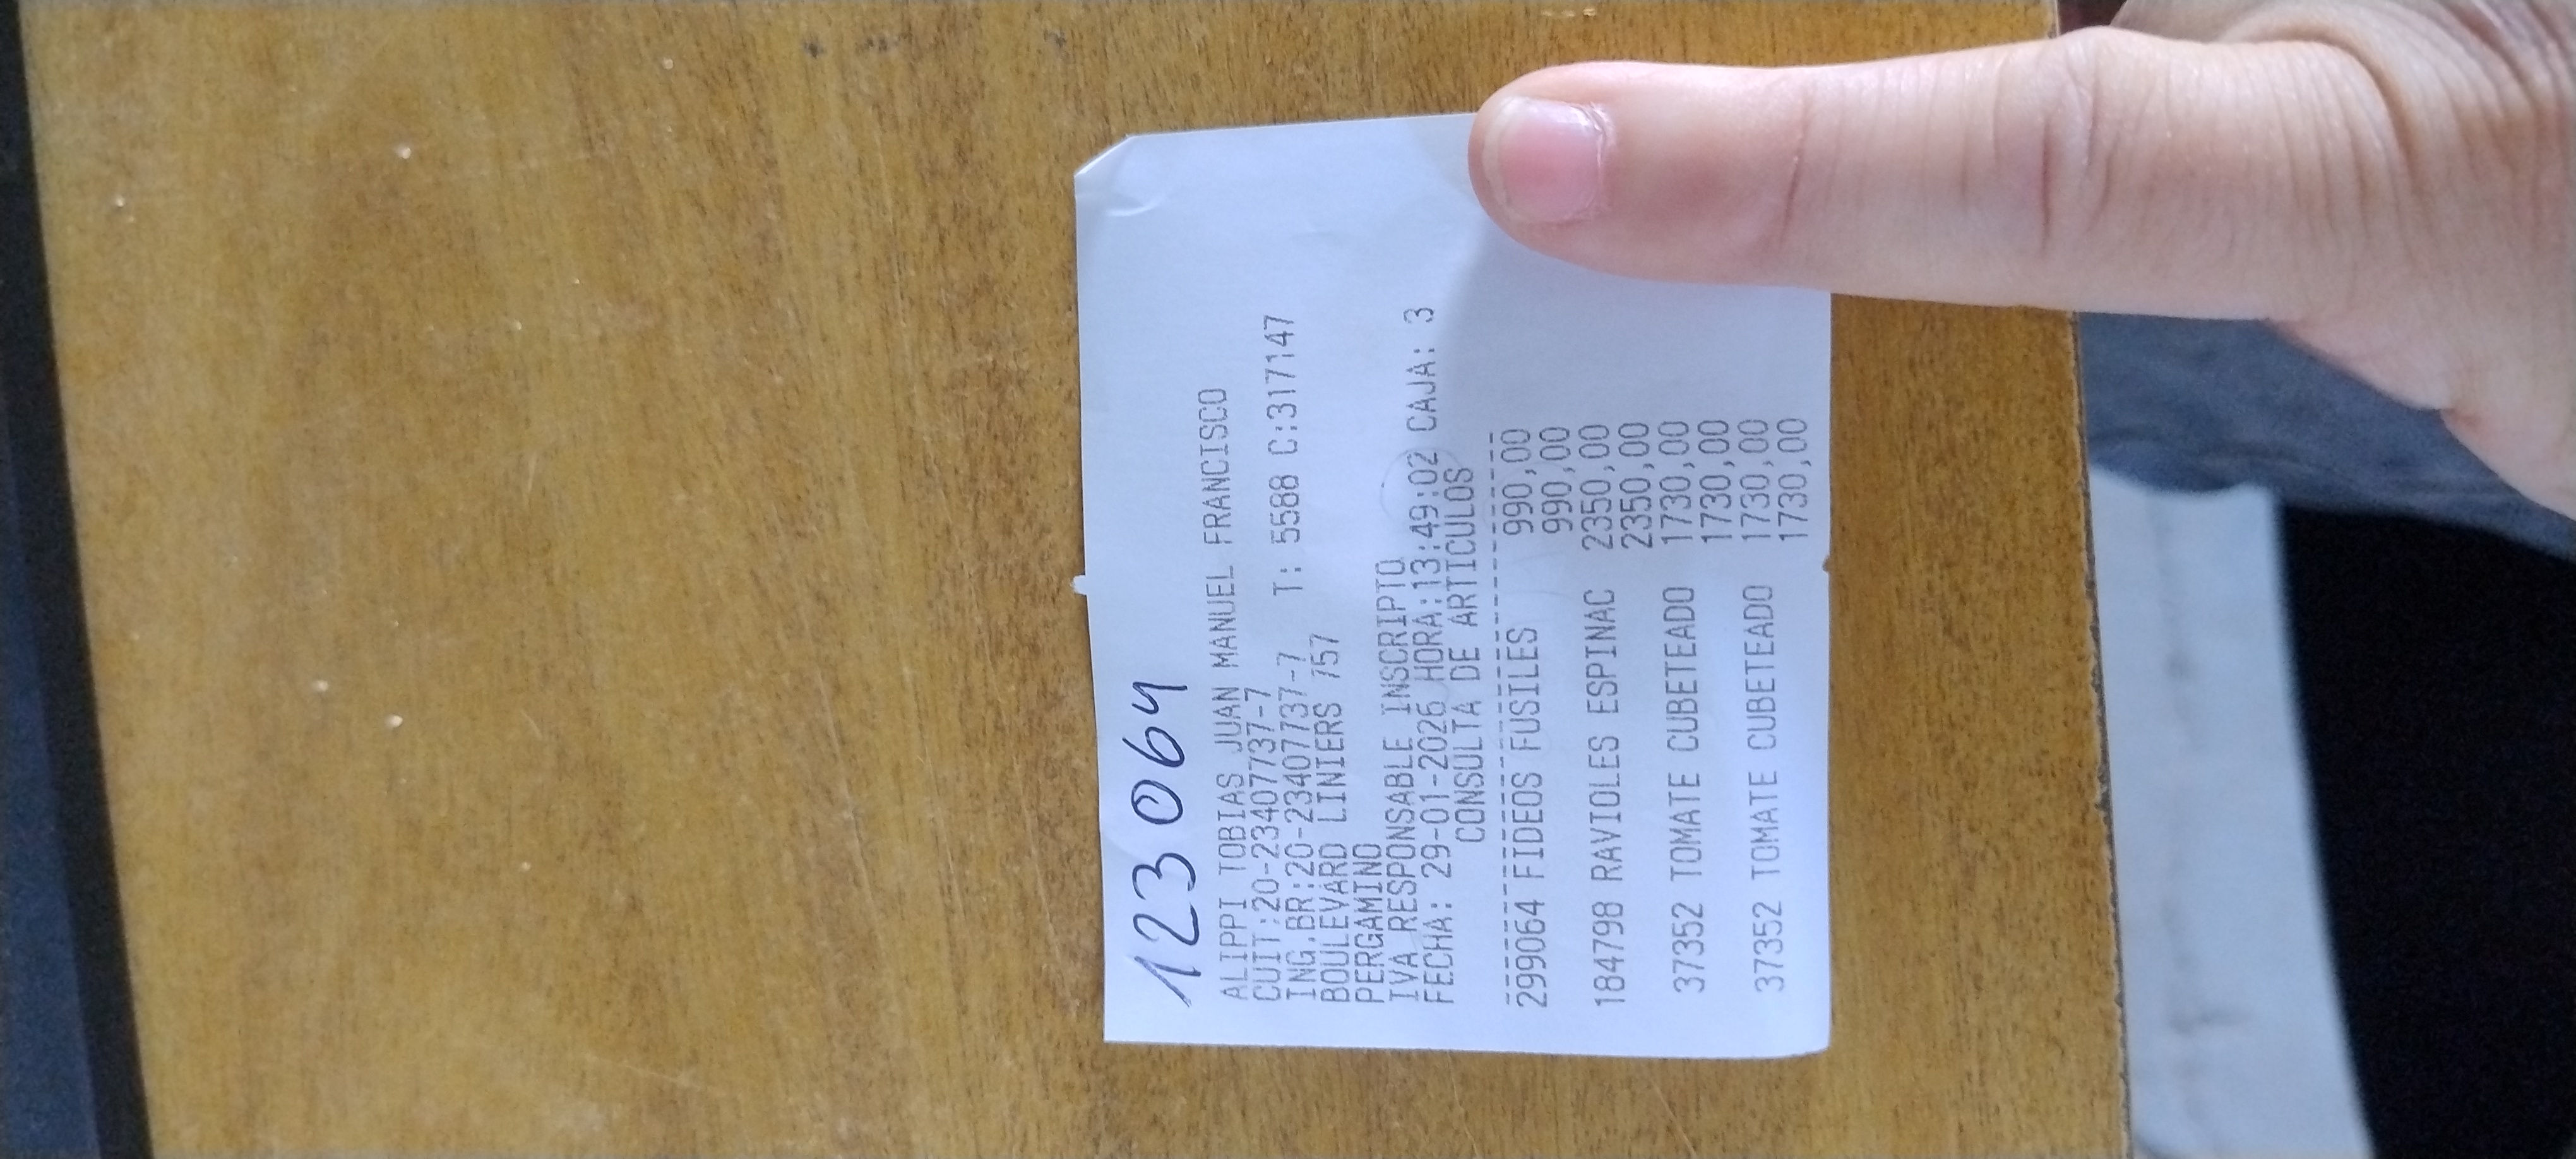 123064
ALIPPI TOBIAS JUAN MANUEL FRANCISCO
CUIT:20-23407737-7
ING.BR:20-23407737-7 T: 5588 C:317147
BOULEVARD LINIERS 757
PERGAMINO
IVA RESPONSABLE INSCRIPTO
FECHA: 29-01-2026 HORA:13:49:02 CAJA: 3
CONSULTA DE ARTICULOS
299064 FIDEOS FUSILES 990,00
990,00
184798 RAVIOLES ESPINAC 2350,00
2350,00
37352 TOMATE CUBETEADO 1730,00
1730,00
37352 TOMATE CUBETEADO 1730,00
1730,00